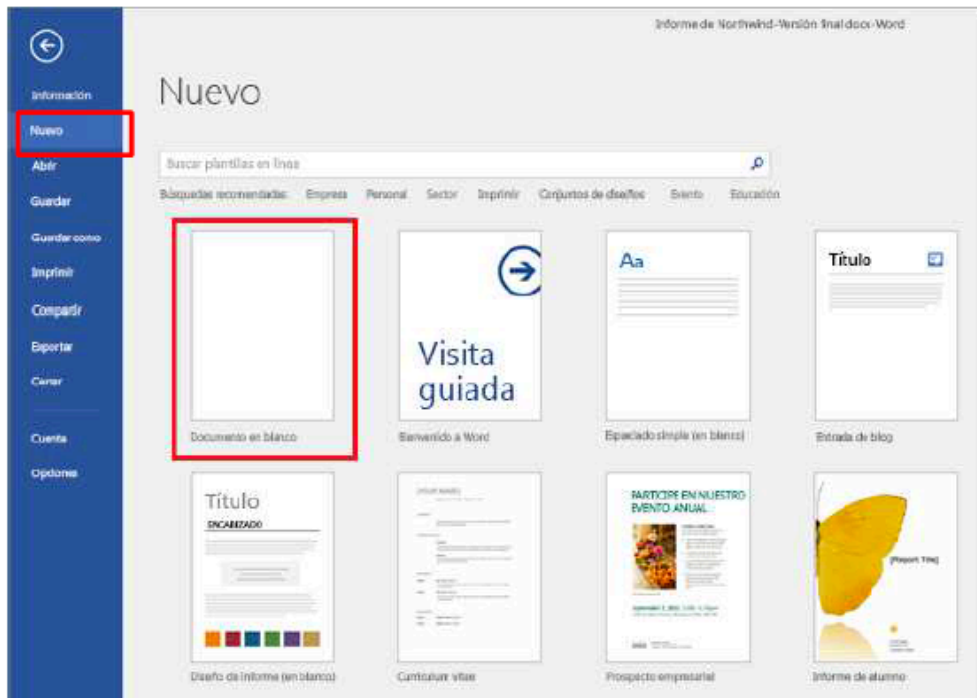 Informe de Northwind-Versión final.docx-Word
Nuevo
Información
Nuevo
Abrir
Guardar
Guardar como
Imprimir
Compartir
Exportar
Cerrar
Cuenta
Opciones
Buscar plantillas en línea
Búsquedas recomendadas: Empresa Personal Sector Imprimir Conjuntos de diseños Evento Educación
Visita
guiada
Aa
Título
Documento en blanco
Bienvenido a Word
Espaciado simple (en blanco)
Entrada de blog
Título
ENCABEZADO
PARTICIPE EN NUESTRO
EVENTO ANUAL
[Report Title]
Diseño de informe (en blanco)
Curriculum vitae
Prospecto empresarial
Informe de alumno